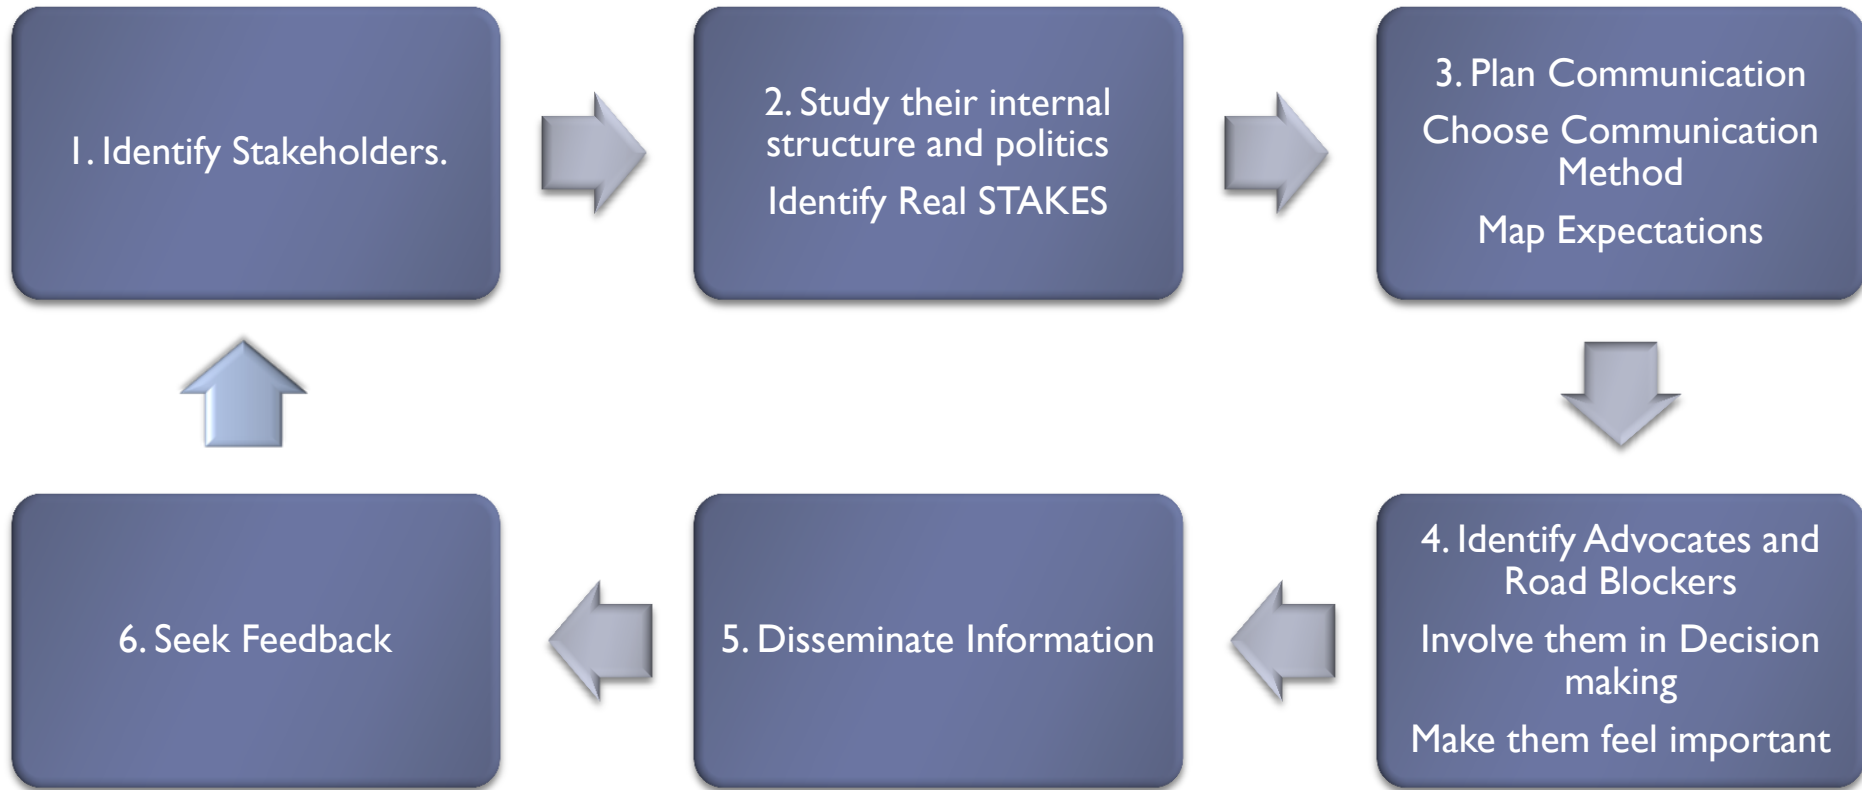 1. Identify Stakeholders.
2. Study their internal
structure and politics
Identify Real STAKES
3. Plan Communication
Choose Communication
Method
Map Expectations
4. Identify Advocates and
Road Blockers
Involve them in Decision
making
Make them feel important
5. Disseminate Information
6. Seek Feedback